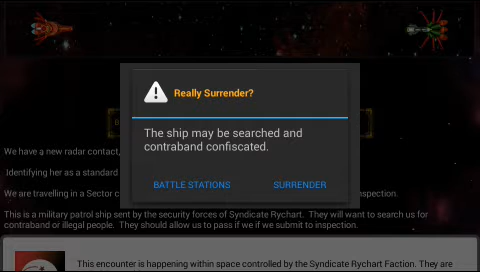 Really Surrender?
The ship may be searched and
contraband confiscated.
BATTLE STATIONS SURRENDER
We have a new radar contact,
Identifying her as a standard
We are travelling in a Sector c nspection.
This is a military patrol ship sent by the security forces of Syndicate Rychart. They will want to search us for
contraband or illegal people. They should allow us to pass if we if we submit to inspection.
This encounter is happening within space controlled by the Syndicate Rychart Faction. They are